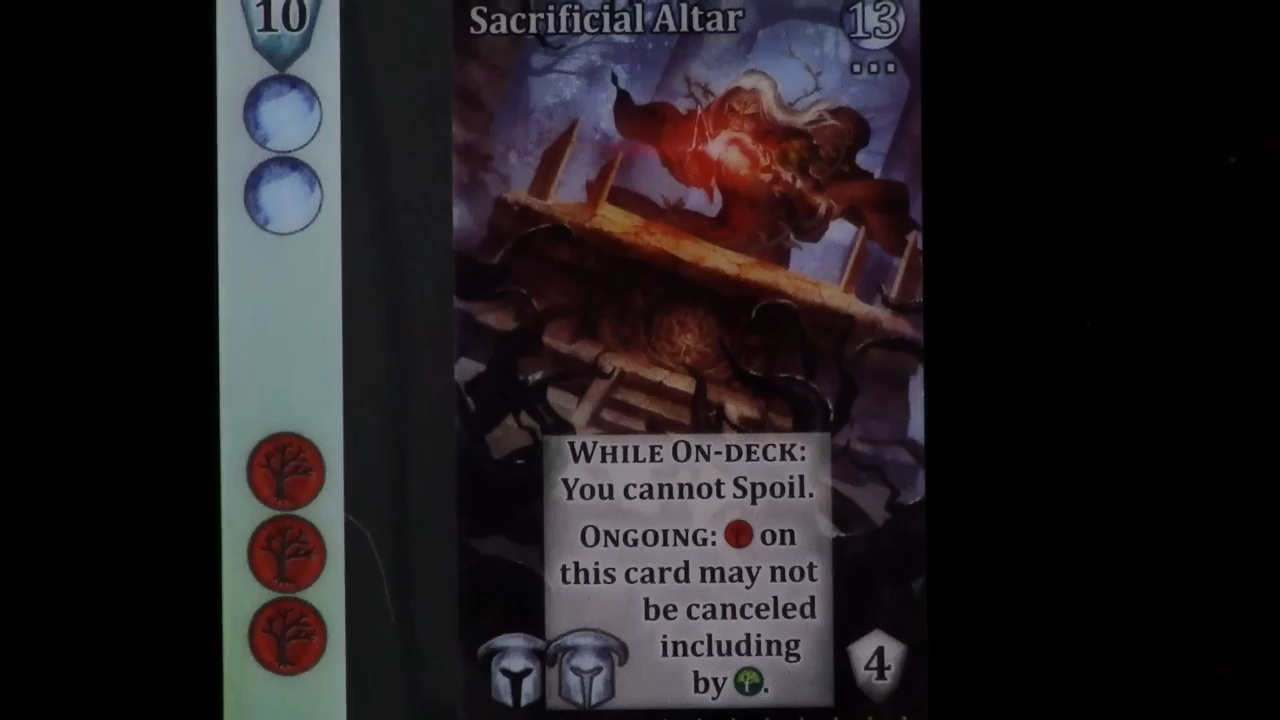 10
Sacrificial Altar
13
WHILE ON-DECK:
You cannot Spoil.
ONGOING: on
this card may not
be canceled
including
by .
4